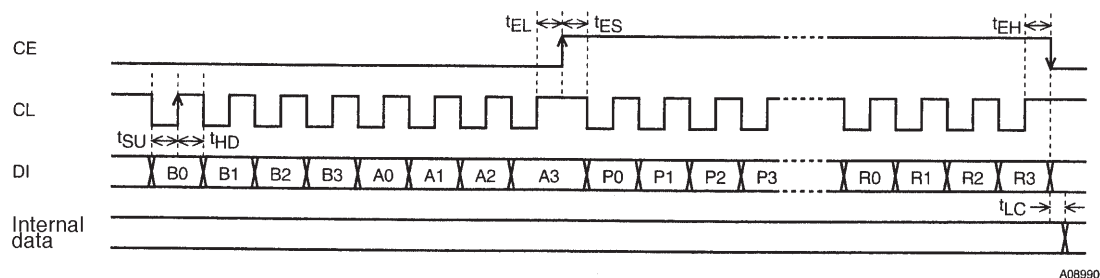 tEL tES tEH
CE
CL
tSU tHD
DI B0 B1 B2 B3 A0 A1 A2 A3 P0 P1 P2 P3 R0 R1 R2 R3
tLC
Internal
data
A08990